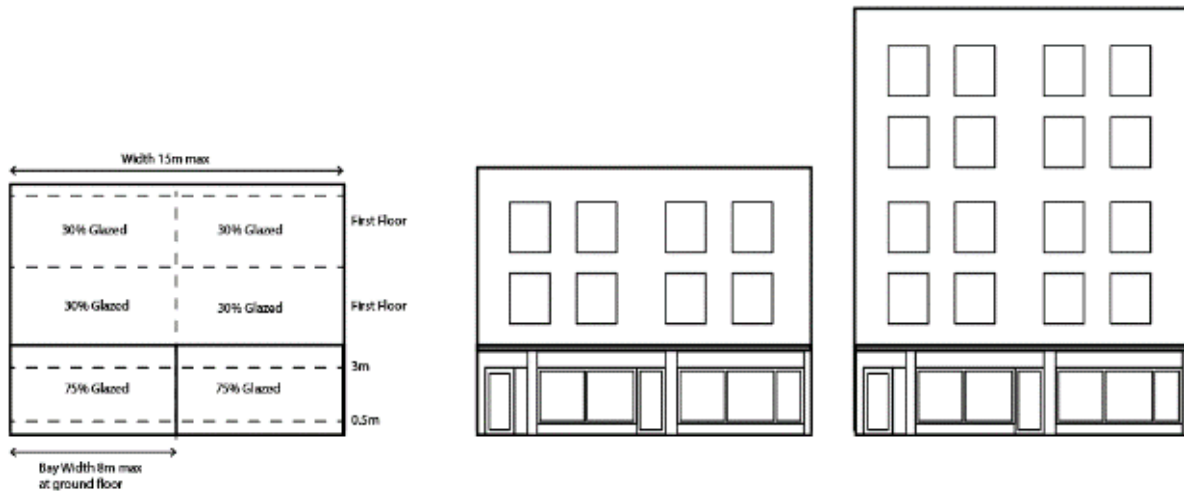 Width 15m max
30% Glazed 30% Glazed First Floor
30% Glazed 30% Glazed First Floor
3m
75% Glazed 75% Glazed
0.5m
Bay Width 8m max
at ground floor